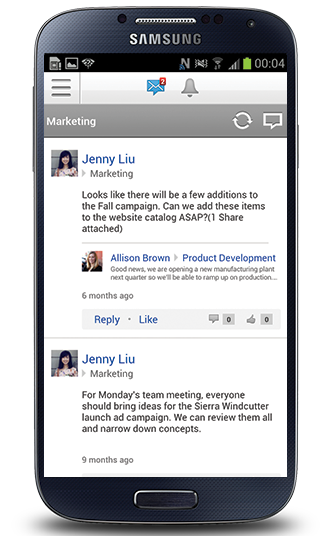 SAMSUNG
N 00:04
2
Marketing
Jenny Liu
Marketing
Looks like there will be a few additions to
the Fall campaign. Can we add these items
to the website catalog ASAP?(1 Share
attached)
Allison Brown Product Development
Good news, we are opening a new manufacturing plant
next quarter so we'll be able to ramp up on production...
6 months ago
Reply · Like 0 0
Jenny Liu
Marketing
For Monday's team meeting, everyone
should bring ideas for the Sierra Windcutter
launch ad campaign. We can review them all
and narrow down concepts.
9 months ago